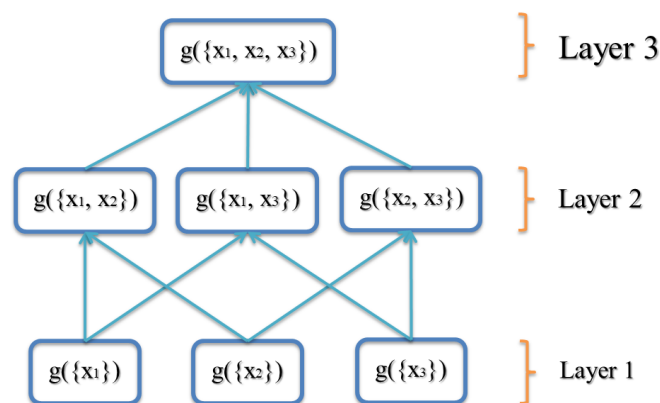 g({x₁, x₂, x₃}) Layer 3
g({x₁, x₂}) g({x₁, x₃}) g({x₂, x₃}) Layer 2
g({x₁}) g({x₂}) g({x₃}) Layer 1